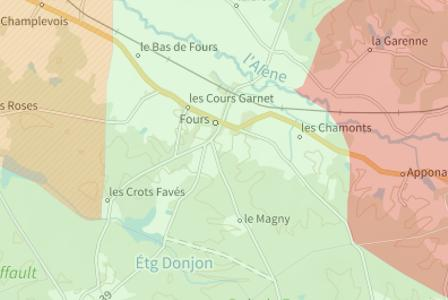 Champlevois
le Bas de Fours
la Garenne
l'Alène
s Roses
les Cours Garnet
Fours
les Chamonts
Appona
les Crots Favés
le Magny
Étg Donjon
ffault
39